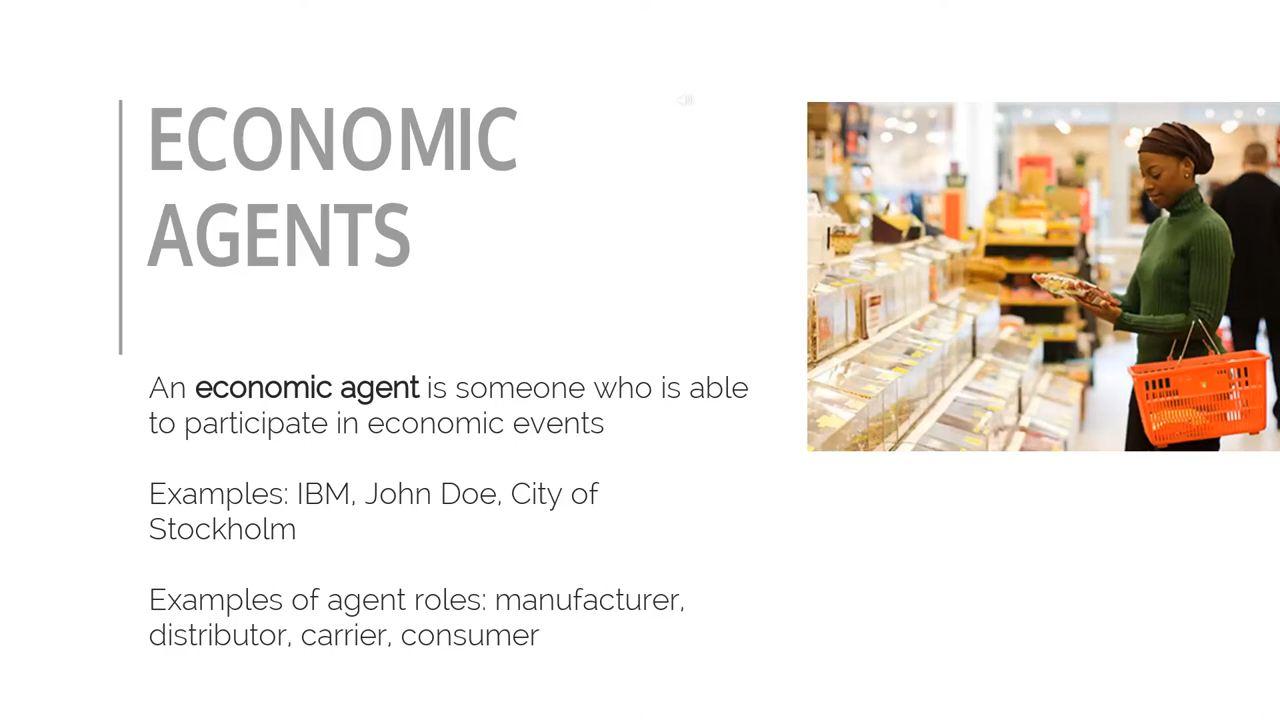 ECONOMIC
AGENTS
An economic agent is someone who is able
to participate in economic events
Examples: IBM, John Doe, City of
Stockholm
Examples of agent roles: manufacturer,
distributor, carrier, consumer